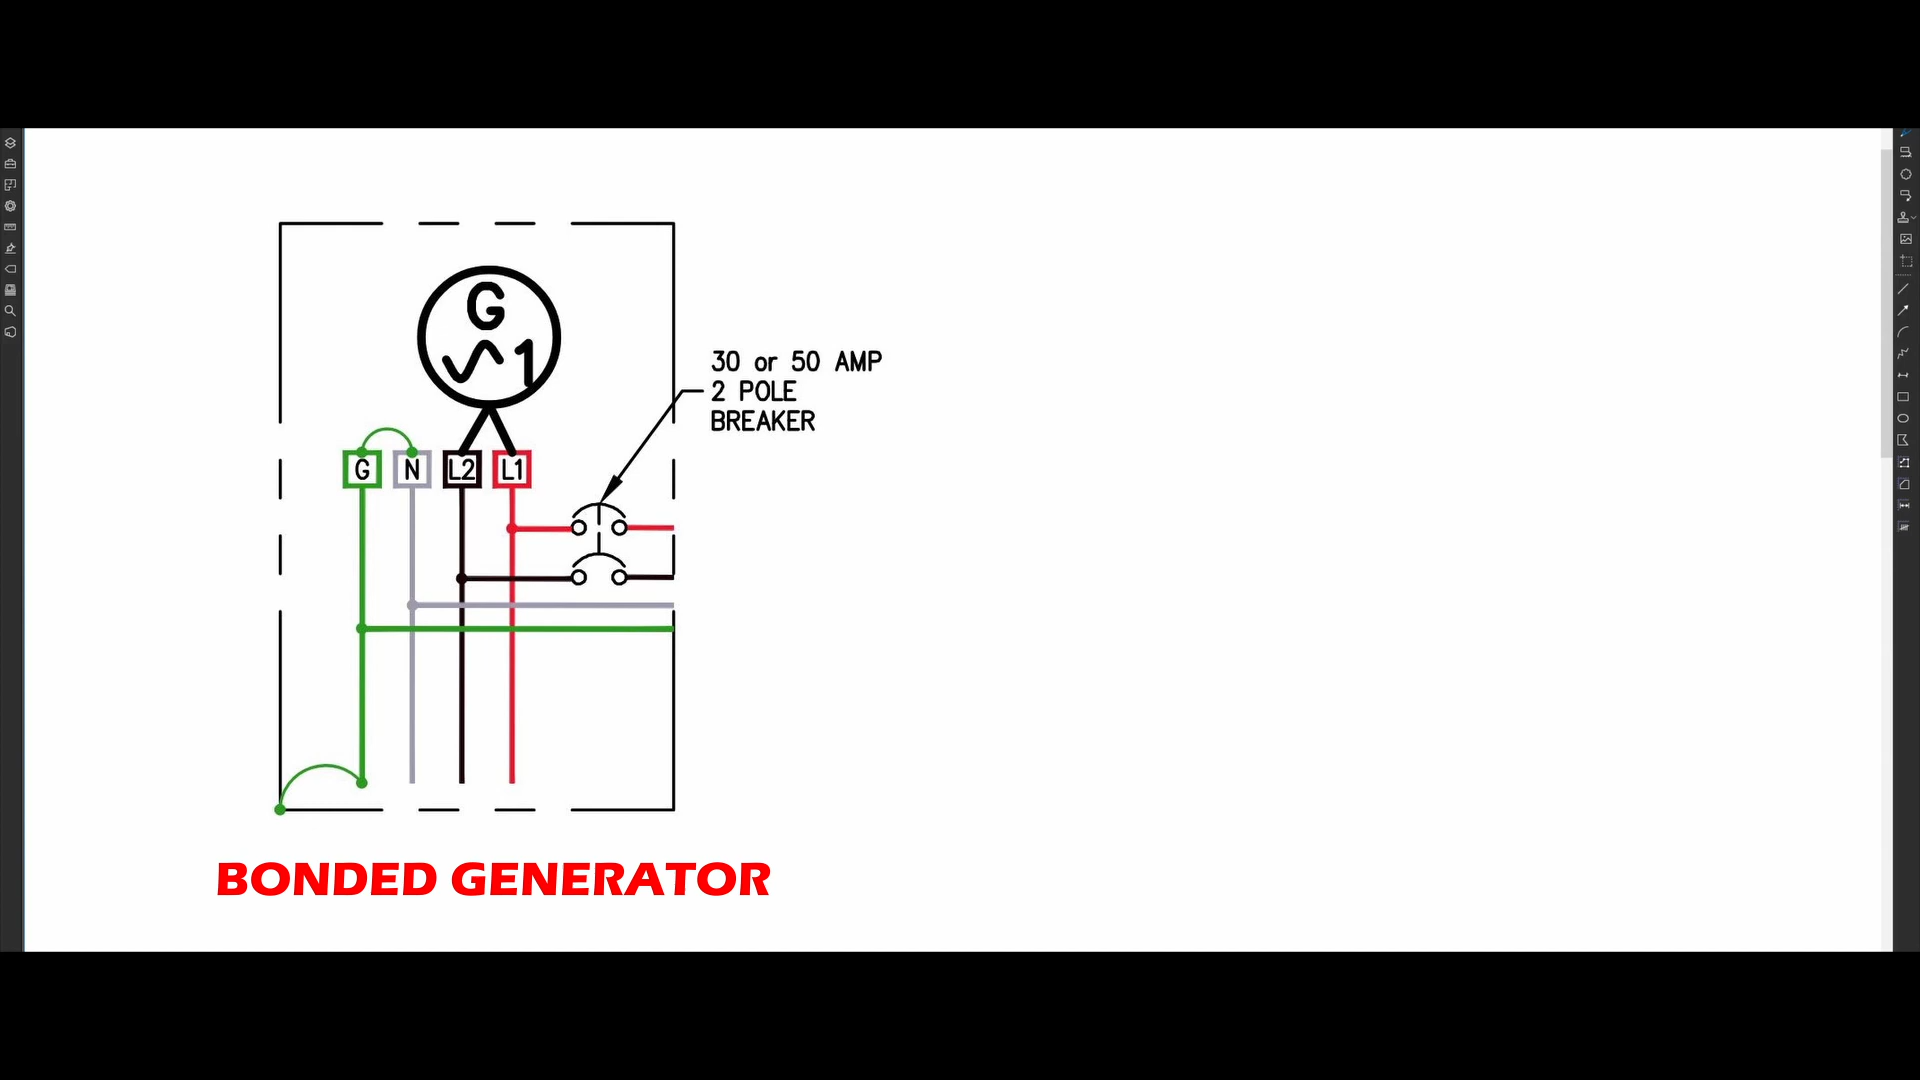 G
1
30 or 50 AMP
2 POLE
BREAKER
G N L2 L1
BONDED GENERATOR